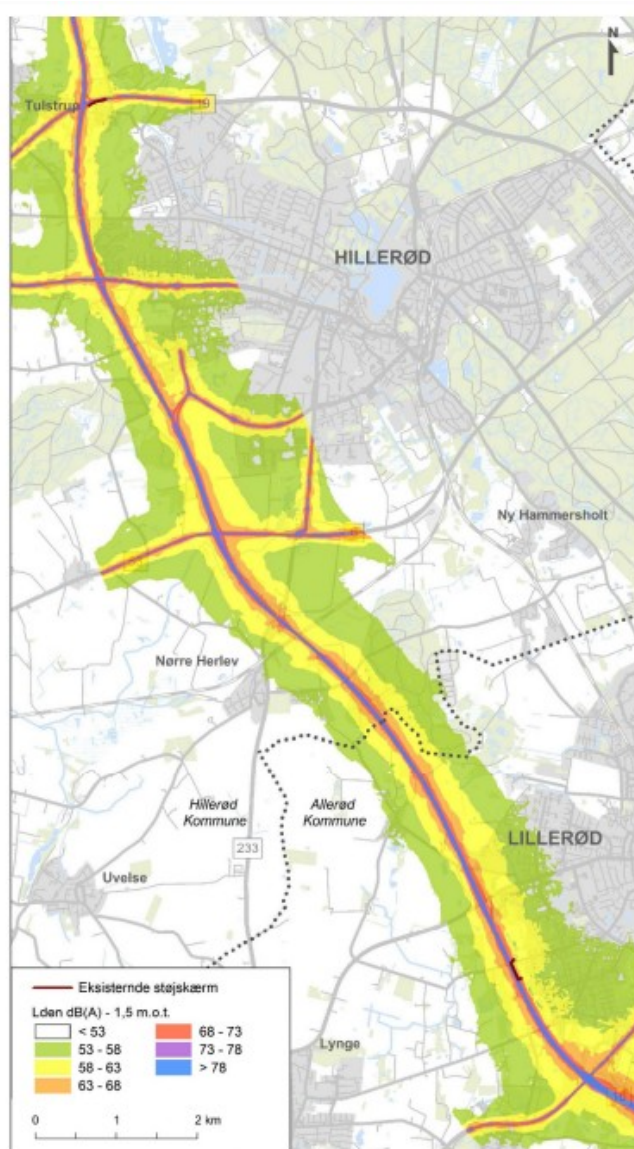 N
Tulstrup
19
HILLERØD
Ny Hammersholt
Nørre Herlev
Hillerød
Kommune
Allerød
Kommune
233
LILLERØD
Uvelse
Lynge
Eksisternde støjskærm
Lden dB(A) - 1,5 m.o.t.
< 53
53 - 58
58 - 63
63 - 68
68 - 73
73 - 78
> 78
0 1 2 km